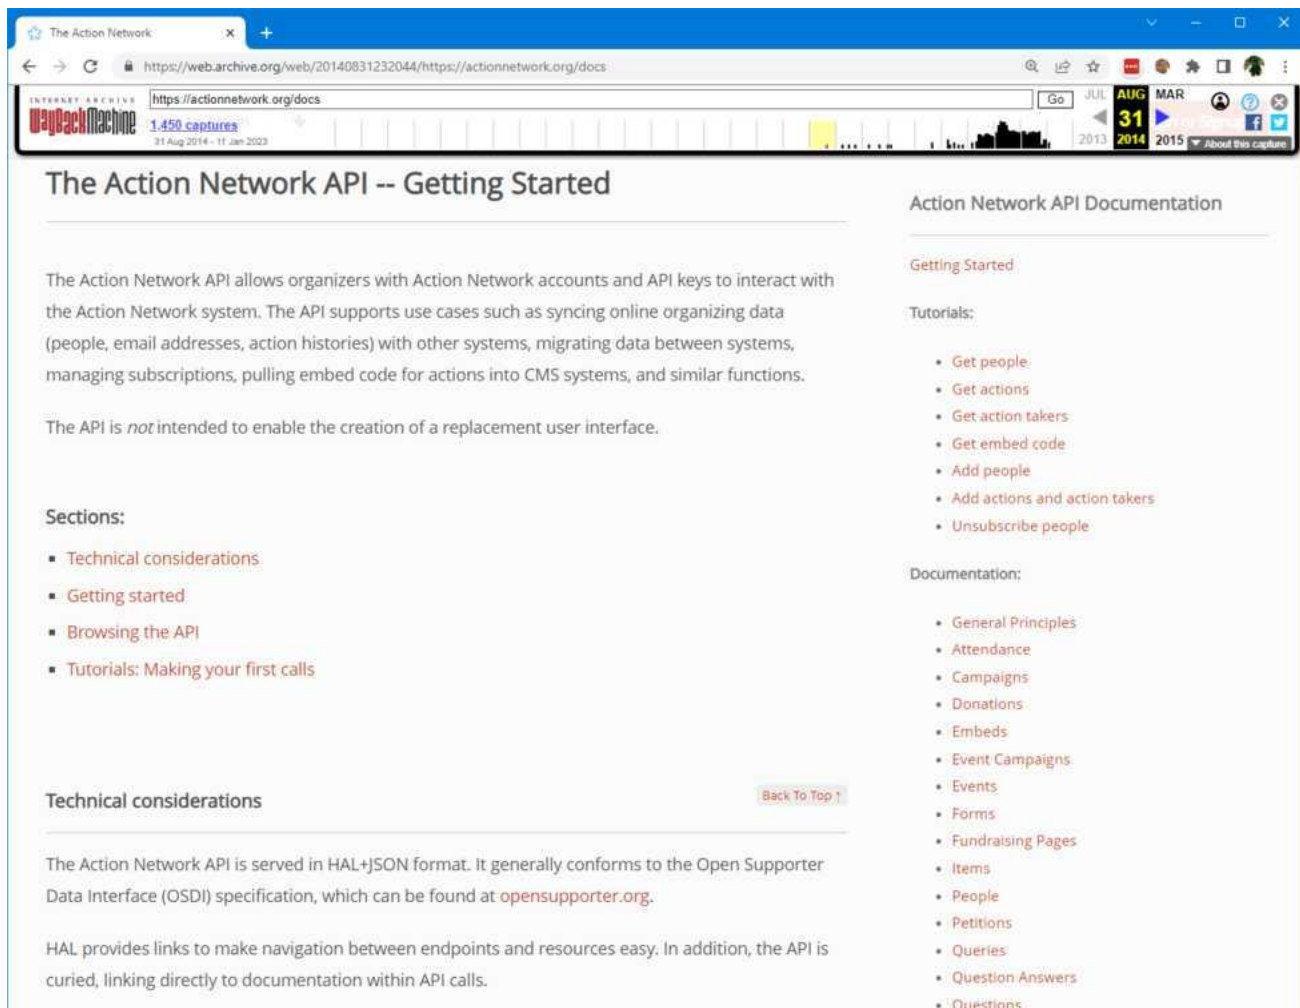 The Action Network
https://web.archive.org/web/20140831232044/https://actionnetwork.org/docs
INTERNET ARCHIVE
WayBackMachine
https://actionnetwork.org/docs
Go
1,450 captures
31 Aug 2014 - 11 Jan 2023
JUL AUG MAR
31
2013 2014 2015
About this capture
The Action Network API -- Getting Started
The Action Network API allows organizers with Action Network accounts and API keys to interact with
the Action Network system. The API supports use cases such as syncing online organizing data
(people, email addresses, action histories) with other systems, migrating data between systems,
managing subscriptions, pulling embed code for actions into CMS systems, and similar functions.
The API is not intended to enable the creation of a replacement user interface.
Sections:
Technical considerations
Getting started
Browsing the API
Tutorials: Making your first calls
Technical considerations
Back To Top ↑
The Action Network API is served in HAL+JSON format. It generally conforms to the Open Supporter
Data Interface (OSDI) specification, which can be found at opensupporter.org.
HAL provides links to make navigation between endpoints and resources easy. In addition, the API is
curied, linking directly to documentation within API calls.
Action Network API Documentation
Getting Started
Tutorials:
Get people
Get actions
Get action takers
Get embed code
Add people
Add actions and action takers
Unsubscribe people
Documentation:
General Principles
Attendance
Campaigns
Donations
Embeds
Event Campaigns
Events
Forms
Fundraising Pages
Items
People
Petitions
Queries
Question Answers
Questions